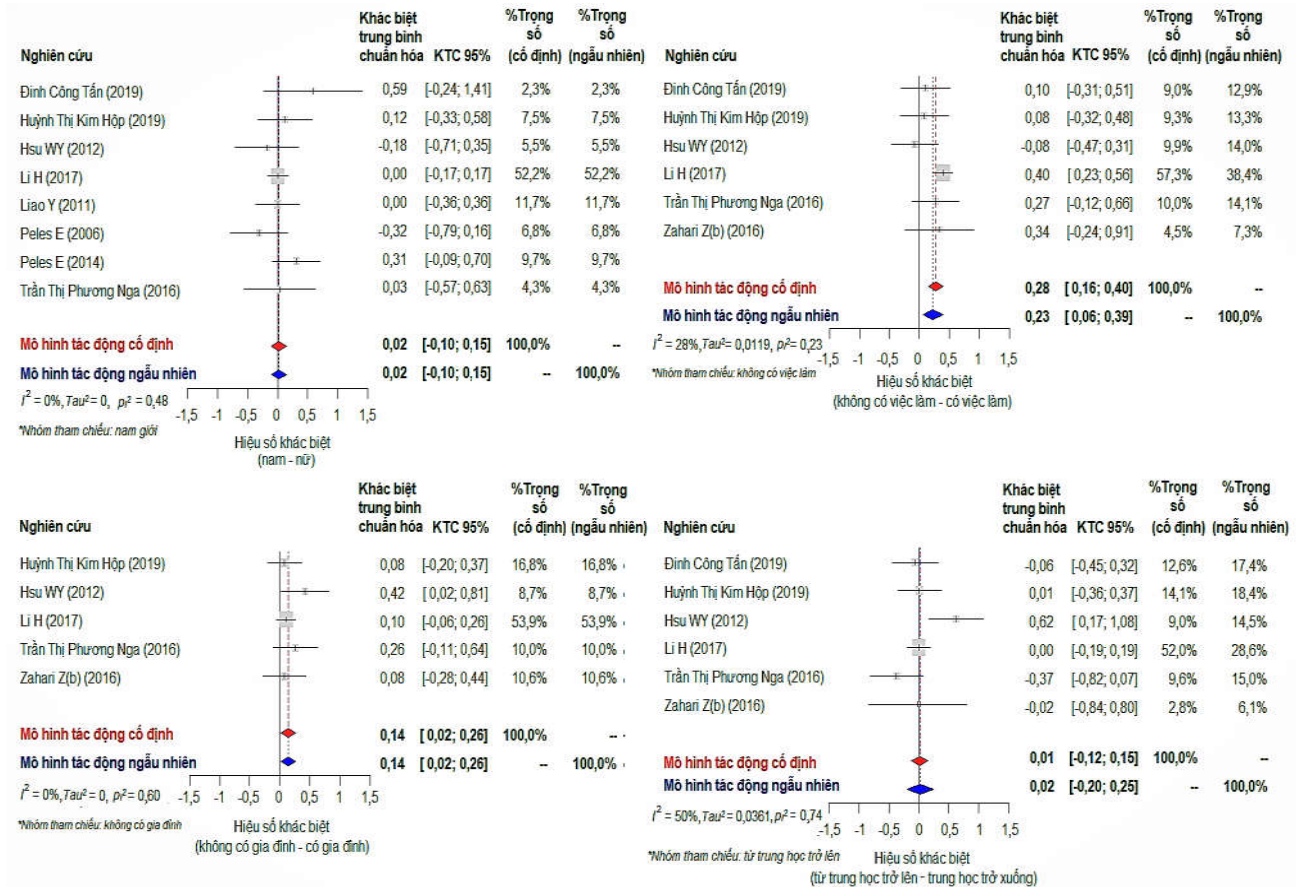 Khác biệt trung bình chuẩn hóa
%Trọng số (cố định)
%Trọng số (ngẫu nhiên)
Nghiên cứu KTC 95%
Đinh Công Tấn (2019) 0,59 [-0,24; 1,41] 2,3% 2,3%
Huỳnh Thị Kim Hộp (2019) 0,12 [-0,33; 0,58] 7,5% 7,5%
Hsu WY (2012) -0,18 [-0,71; 0,35] 5,5% 5,5%
Li H (2017) 0,00 [-0,17; 0,17] 52,2% 52,2%
Liao Y (2011) 0,00 [-0,36; 0,36] 11,7% 11,7%
Peles E (2006) -0,32 [-0,79; 0,16] 6,8% 6,8%
Peles E (2014) 0,31 [-0,09; 0,70] 9,7% 9,7%
Trần Thị Phương Nga (2016) 0,03 [-0,57; 0,63] 4,3% 4,3%
Mô hình tác động cố định 0,02 [-0,10; 0,15] 100,0% --
Mô hình tác động ngẫu nhiên 0,02 [-0,10; 0,15] -- 100,0%
I² = 0%, Tau² = 0, pI² = 0,48
-1,5 -1 -0,5 0 0,5 1 1,5
*Nhóm tham chiếu: nam giới
Hiệu số khác biệt
(nam - nữ)
Khác biệt trung bình chuẩn hóa
%Trọng số (cố định)
%Trọng số (ngẫu nhiên)
Nghiên cứu KTC 95%
Đinh Công Tấn (2019) 0,10 [-0,31; 0,51] 9,0% 12,9%
Huỳnh Thị Kim Hộp (2019) 0,08 [-0,32; 0,48] 9,3% 13,3%
Hsu WY (2012) -0,08 [-0,47; 0,31] 9,9% 14,0%
Li H (2017) 0,40 [0,23; 0,56] 57,3% 38,4%
Trần Thị Phương Nga (2016) 0,27 [-0,12; 0,66] 10,0% 14,1%
Zahari Z(b) (2016) 0,34 [-0,24; 0,91] 4,5% 7,3%
Mô hình tác động cố định 0,28 [ 0,16; 0,40] 100,0% --
Mô hình tác động ngẫu nhiên 0,23 [ 0,06; 0,39] -- 100,0%
I² = 28%, Tau² = 0,0119, pI² = 0,23
-1,5 -1 -0,5 0 0,5 1 1,5
*Nhóm tham chiếu: không có việc làm
Hiệu số khác biệt
(không có việc làm - có việc làm)
Khác biệt trung bình chuẩn hóa
%Trọng số (cố định)
%Trọng số (ngẫu nhiên)
Nghiên cứu KTC 95%
Huỳnh Thị Kim Hộp (2019) 0,08 [-0,20; 0,37] 16,8% 16,8%
Hsu WY (2012) 0,42 [ 0,02; 0,81] 8,7% 8,7%
Li H (2017) 0,10 [-0,06; 0,26] 53,9% 53,9%
Trần Thị Phương Nga (2016) 0,26 [-0,11; 0,64] 10,0% 10,0%
Zahari Z(b) (2016) 0,08 [-0,28; 0,44] 10,6% 10,6%
Mô hình tác động cố định 0,14 [ 0,02; 0,26] 100,0% --
Mô hình tác động ngẫu nhiên 0,14 [ 0,02; 0,26] -- 100,0%
I² = 0%, Tau² = 0, pI² = 0,60
-1,5 -1 -0,5 0 0,5 1 1,5
*Nhóm tham chiếu: không có gia đình
Hiệu số khác biệt
(không có gia đình - có gia đình)
Khác biệt trung bình chuẩn hóa
%Trọng số (cố định)
%Trọng số (ngẫu nhiên)
Nghiên cứu KTC 95%
Đinh Công Tấn (2019) -0,06 [-0,45; 0,32] 12,6% 17,4%
Huỳnh Thị Kim Hộp (2019) 0,01 [-0,36; 0,37] 14,1% 18,4%
Hsu WY (2012) 0,62 [ 0,17; 1,08] 9,0% 14,5%
Li H (2017) 0,00 [-0,19; 0,19] 52,0% 28,6%
Trần Thị Phương Nga (2016) -0,37 [-0,82; 0,07] 9,6% 15,0%
Zahari Z(b) (2016) -0,02 [-0,84; 0,80] 2,8% 6,1%
Mô hình tác động cố định 0,01 [-0,12; 0,15] 100,0% --
Mô hình tác động ngẫu nhiên 0,02 [-0,20; 0,25] -- 100,0%
I² = 50%, Tau² = 0,0361, pI² = 0,74
-1,5 -1 -0,5 0 0,5 1 1,5
*Nhóm tham chiếu: từ trung học trở lên
Hiệu số khác biệt
(từ trung học trở lên - trung học trở xuống)